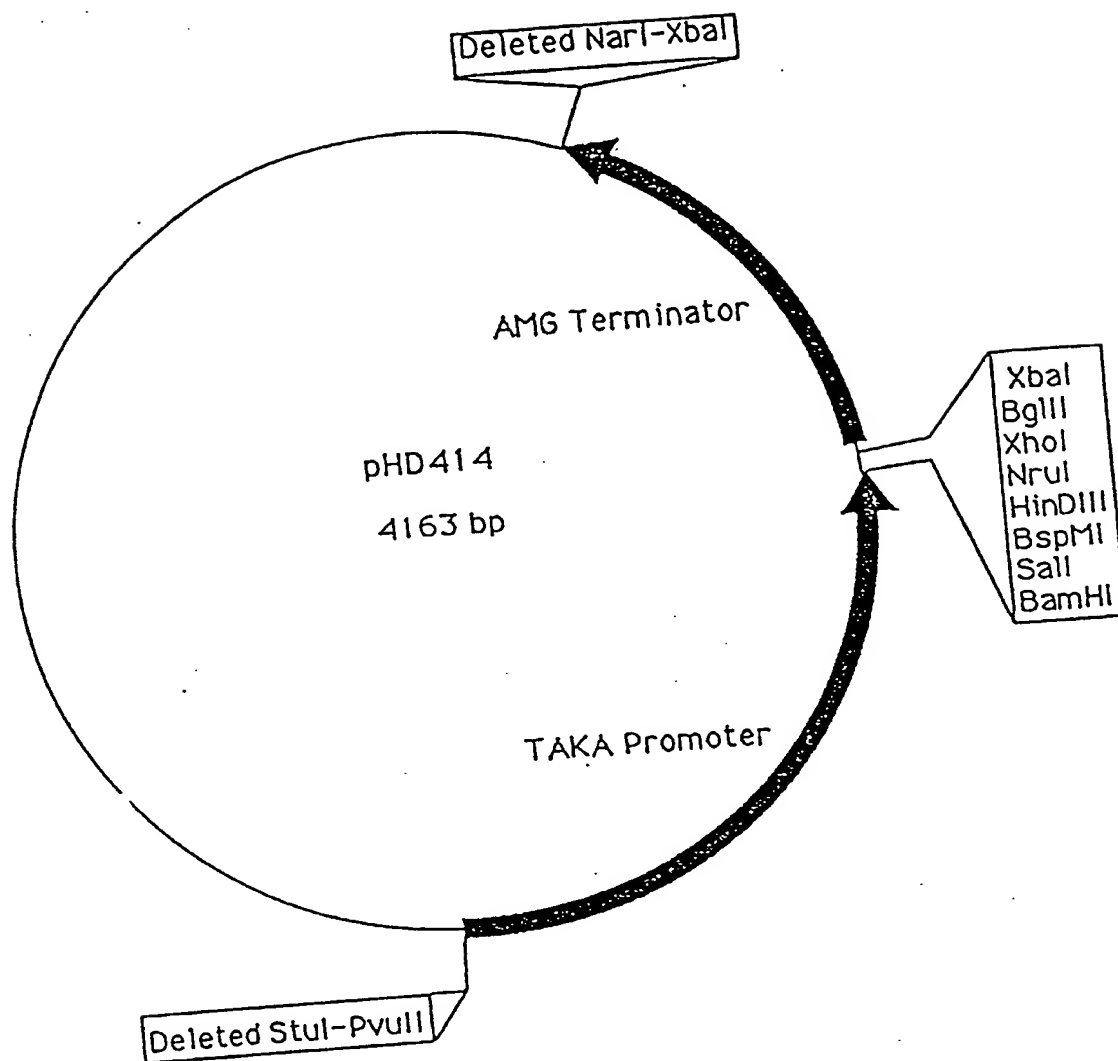 Deleted NarI-XbaI
AMG Terminator
XbaI
BglII
XhoI
NruI
HinDIII
BspMI
SalI
BamHI
pHD414
4163 bp
TAKA Promoter
Deleted StuI-PvuII